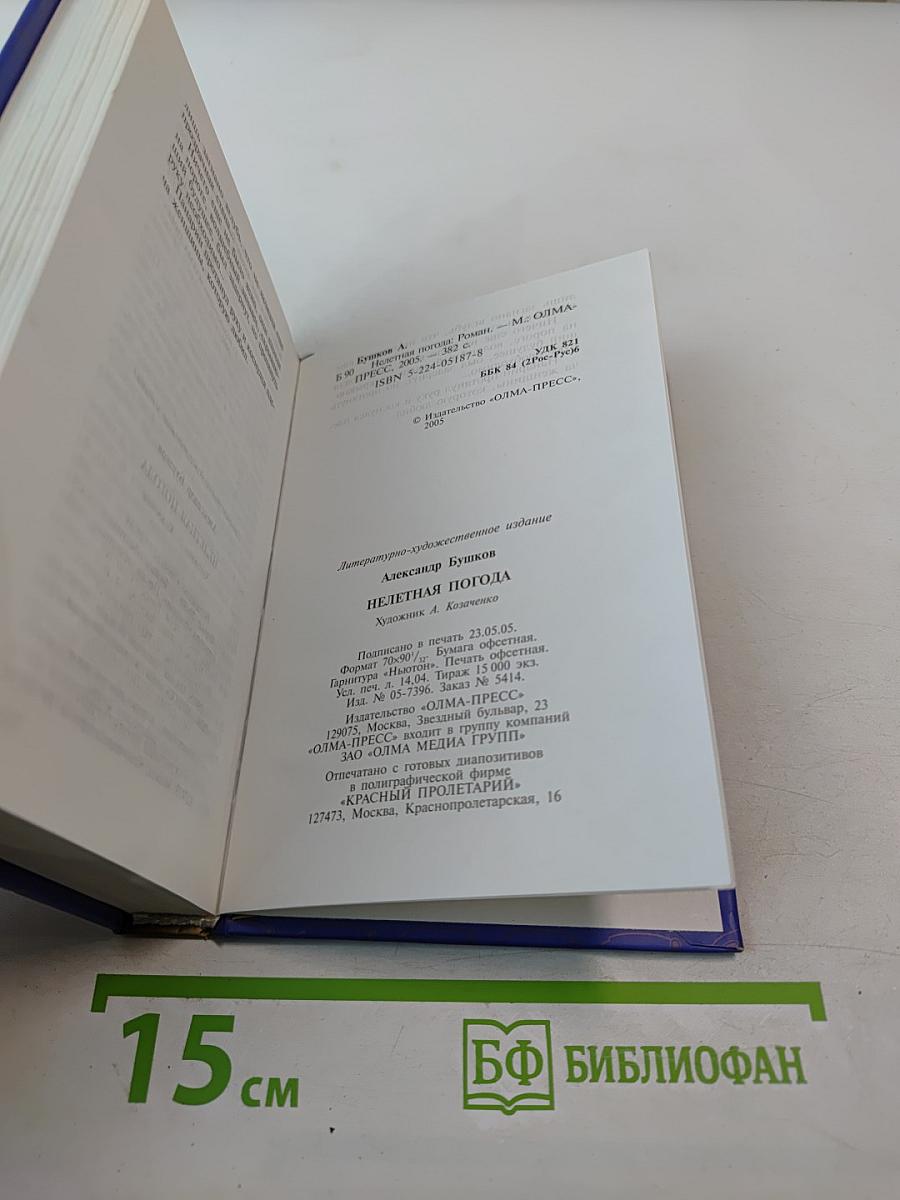 Бушков А.
Б 90 Нелетная погода: Роман. — М.: ОЛМА-
ПРЕСС, 2005. — 382 с.
ISBN 5-224-05187-8
УДК 821
ББК 84 (2Рос-Рус)6
© Издательство «ОЛМА-ПРЕСС»,
2005
Литературно-художественное издание
Александр Бушков
НЕЛЕТНАЯ ПОГОДА
Художник А. Козаченко
Подписано в печать 23.05.05.
Формат 70×90 1/32. Бумага офсетная.
Гарнитура «Ньютон». Печать офсетная.
Усл. печ. л. 14,04. Тираж 15 000 экз.
Изд. № 05-7396. Заказ № 5414.
Издательство «ОЛМА-ПРЕСС»
129075, Москва, Звездный бульвар, 23
«ОЛМА-ПРЕСС» входит в группу компаний
ЗАО «ОЛМА МЕДИА ГРУПП»
Отпечатано с готовых диапозитивов
в полиграфической фирме
«КРАСНЫЙ ПРОЛЕТАРИЙ»
127473, Москва, Краснопролетарская, 16
15 см
БФ БИБЛИОФАН